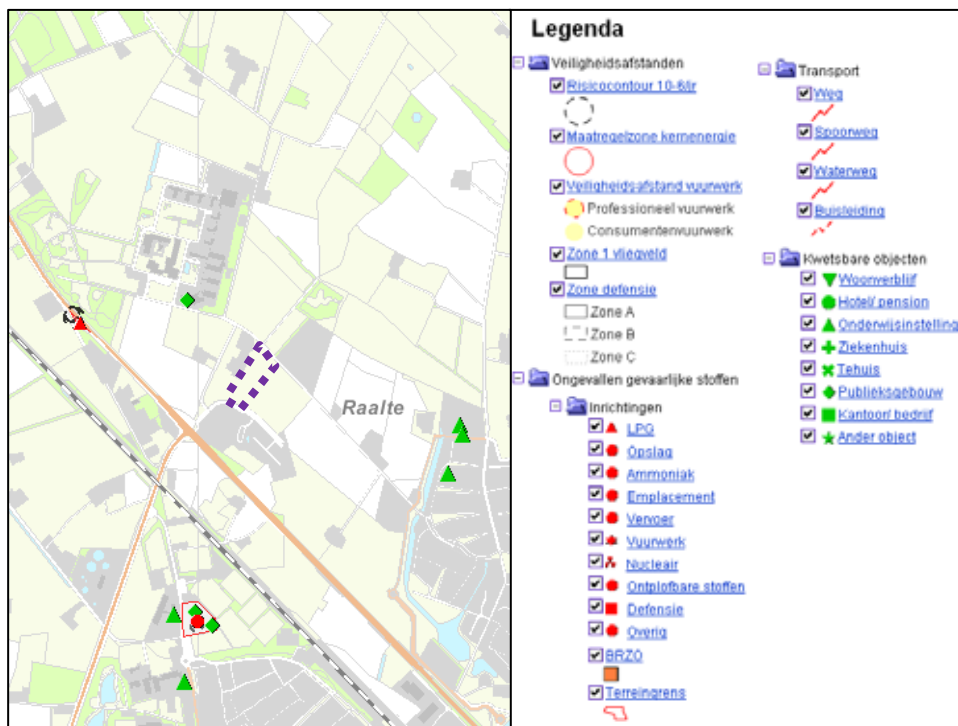 Raalte
Legenda
Veiligheidsafstanden
Risicocontour 10-6/jr
Maatregelzone kernenergie
Veiligheidsafstand vuurwerk
Professioneel vuurwerk
Consumentenvuurwerk
Zone 1 vliegveld
Zone defensie
Zone A
Zone B
Zone C
Ongevallen gevaarlijke stoffen
Inrichtingen
LPG
Opslag
Ammoniak
Emplacement
Vervoer
Vuurwerk
Nucleair
Ontplofbare stoffen
Defensie
Overig
BRZO
Terreingrens
Transport
Weg
Spoorweg
Waterweg
Buisleiding
Kwetsbare objecten
Woonverblijf
Hotel/ pension
Onderwijsinstelling
Ziekenhuis
Tehuis
Publieksgebouw
Kantoor/ bedrijf
Ander object